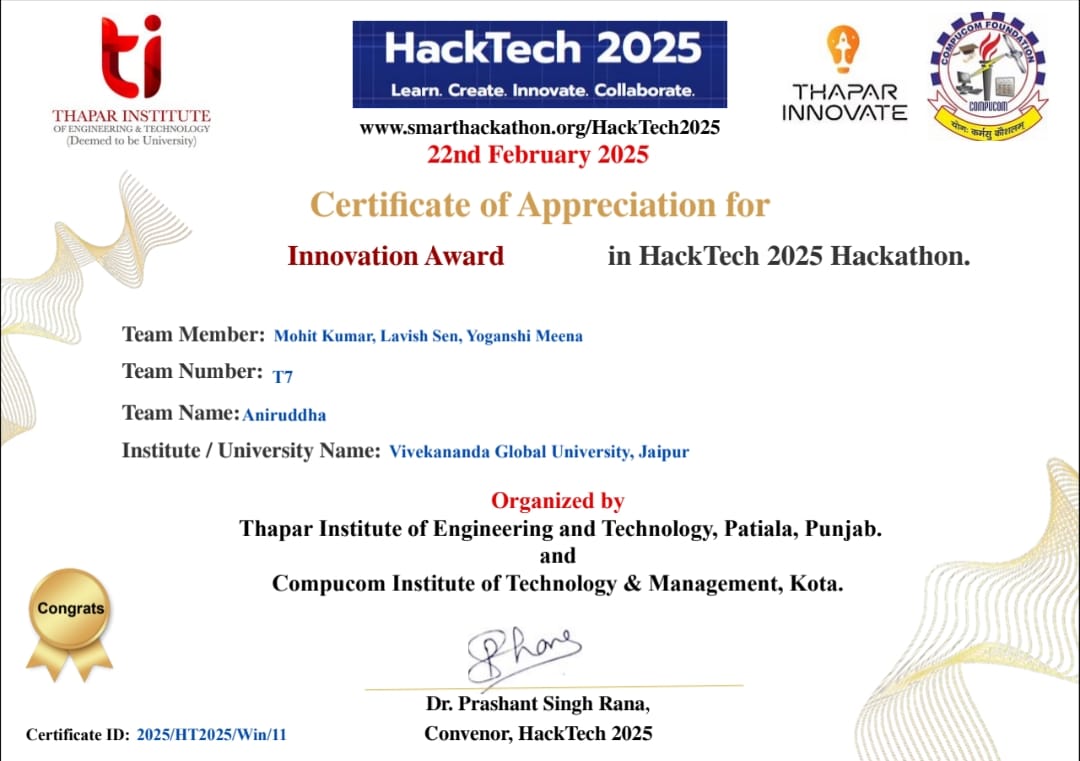 ti
THAPAR INSTITUTE
OF ENGINEERING & TECHNOLOGY
(Deemed to be University)
HackTech 2025
Learn. Create. Innovate. Collaborate.
www.smarthackathon.org/HackTech2025
22nd February 2025
THAPAR
INNOVATE
COMPUCOM FOUNDATION
COMPUCOM
योगः कर्मसु कौशलम्
Certificate of Appreciation for
Innovation Award in HackTech 2025 Hackathon.
Team Member: Mohit Kumar, Lavish Sen, Yoganshi Meena
Team Number: T7
Team Name: Aniruddha
Institute / University Name: Vivekananda Global University, Jaipur
Organized by
Thapar Institute of Engineering and Technology, Patiala, Punjab.
and
Compucom Institute of Technology & Management, Kota.
Congrats
Dr. Prashant Singh Rana,
Convenor, HackTech 2025
Certificate ID: 2025/HT2025/Win/11